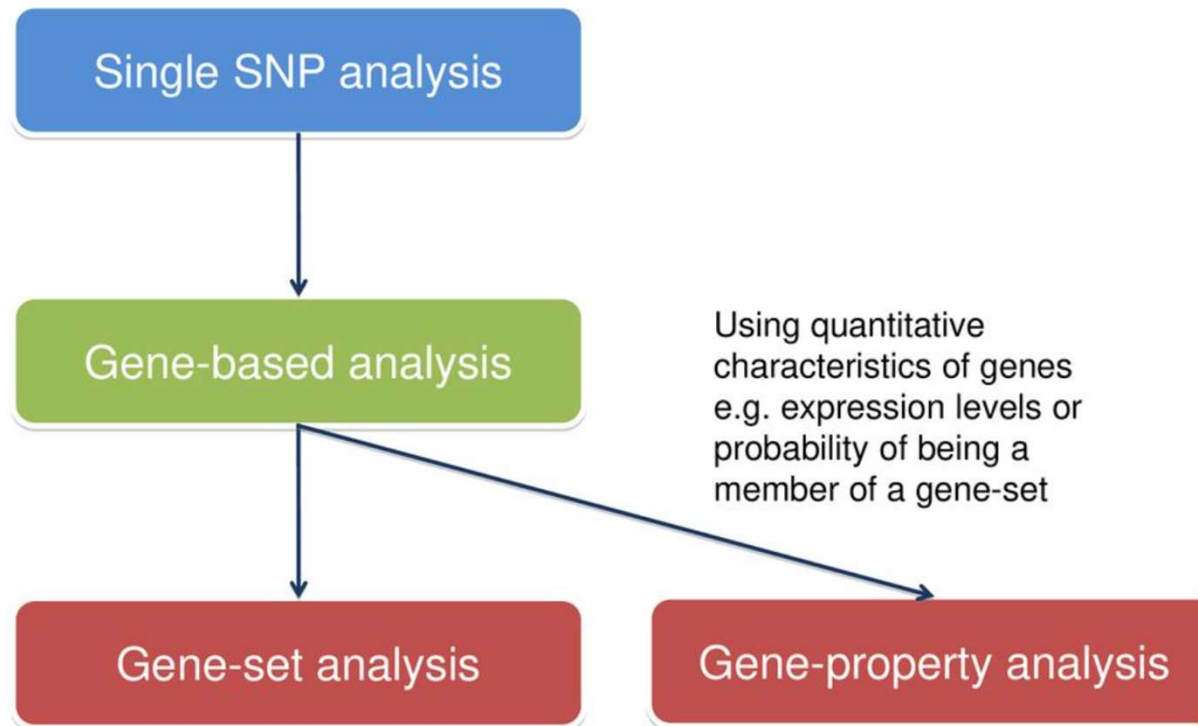 Single SNP analysis
Gene-based analysis
Using quantitative
characteristics of genes
e.g. expression levels or
probability of being a
member of a gene-set
Gene-set analysis
Gene-property analysis